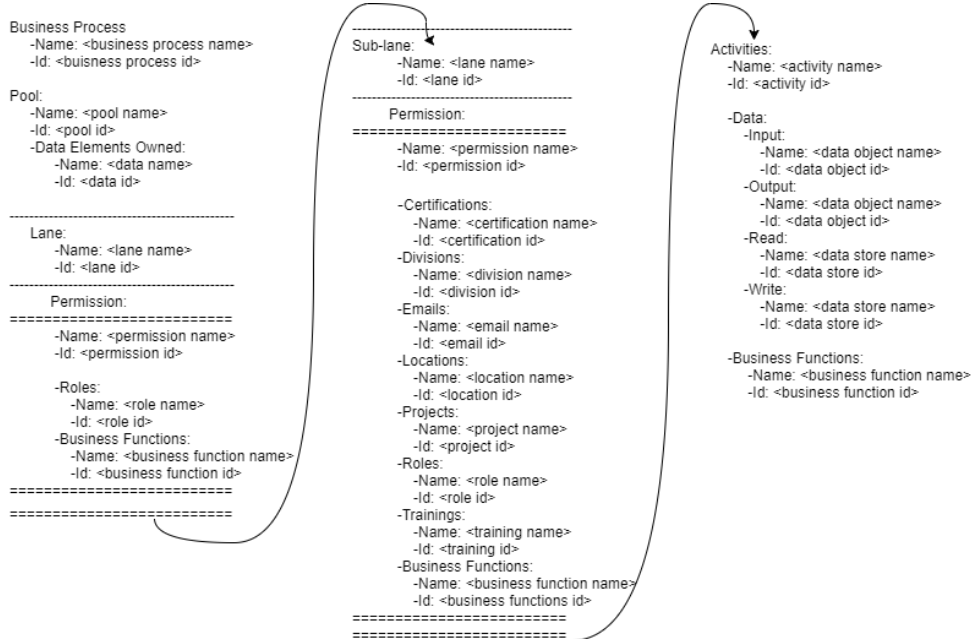 Business Process
-Name: <business process name>
-Id: <buisness process id>
Pool:
-Name: <pool name>
-Id: <pool id>
-Data Elements Owned:
-Name: <data name>
-Id: <data id>
----------------------------------------------
Lane:
-Name: <lane name>
-Id: <lane id>
----------------------------------------------
Permission:
==========================
-Name: <permission name>
-Id: <permission id>
-Roles:
-Name: <role name>
-Id: <role id>
-Business Functions:
-Name: <business function name>
-Id: <business function id>
==========================
==========================
----------------------------------------------
Sub-lane:
-Name: <lane name>
-Id: <lane id>
----------------------------------------------
Permission:
=========================
-Name: <permission name>
-Id: <permission id>
-Certifications:
-Name: <certification name>
-Id: <certification id>
-Divisions:
-Name: <division name>
-Id: <division id>
-Emails:
-Name: <email name>
-Id: <email id>
-Locations:
-Name: <location name>
-Id: <location id>
-Projects:
-Name: <project name>
-Id: <project id>
-Roles:
-Name: <role name>
-Id: <role id>
-Trainings:
-Name: <training name>
-Id: <training id>
-Business Functions:
-Name: <business function name>
-Id: <business functions id>
=========================
=========================
Activities:
-Name: <activity name>
-Id: <activity id>
-Data:
-Input:
-Name: <data object name>
-Id: <data object id>
-Output:
-Name: <data object name>
-Id: <data object id>
-Read:
-Name: <data store name>
-Id: <data store id>
-Write:
-Name: <data store name>
-Id: <data store id>
-Business Functions:
-Name: <business function name>
-Id: <business function id>